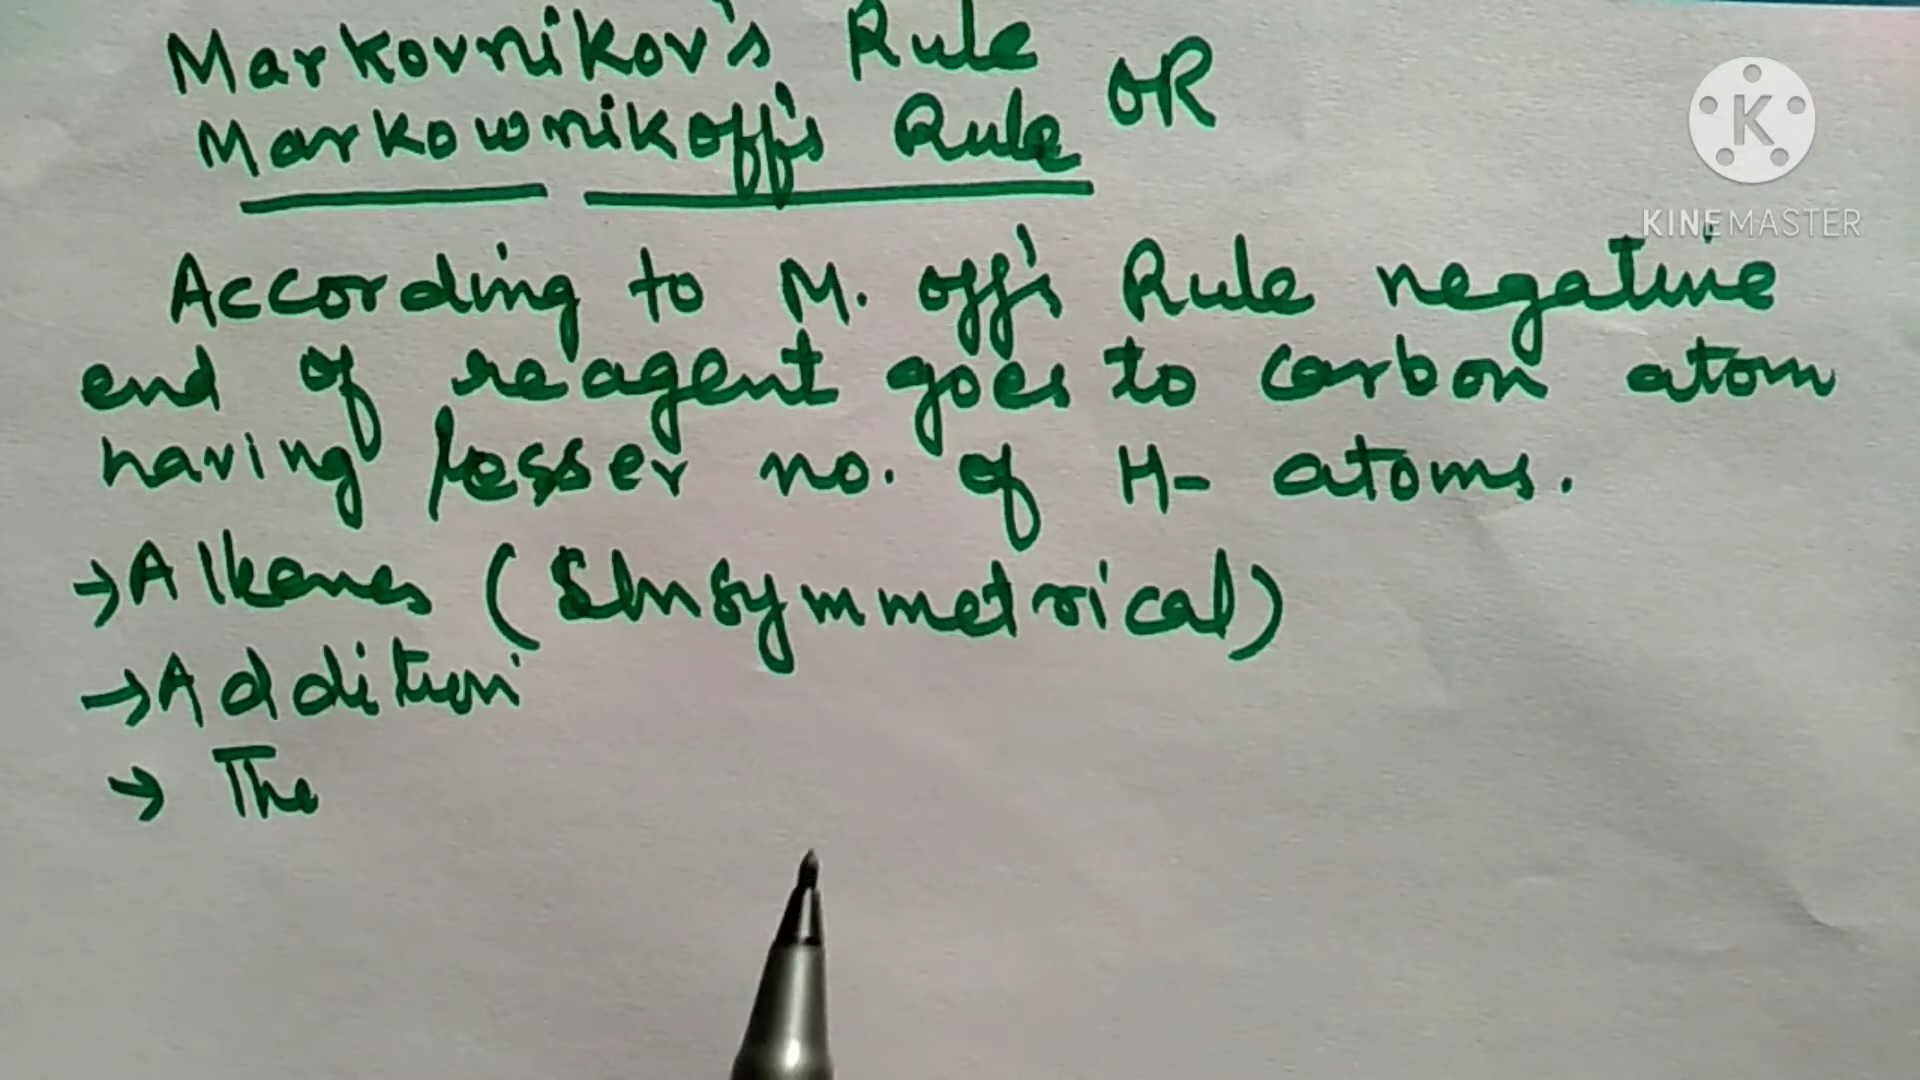 Markovnikov's Rule OR
Markownikoff's Rule
K
KINEMASTER
According to M. off's Rule negative
end of reagent goes to carbon atom
having lesser no. of H- atoms.
→ Alkenes (Unsymmetrical)
→ Addition
→ The